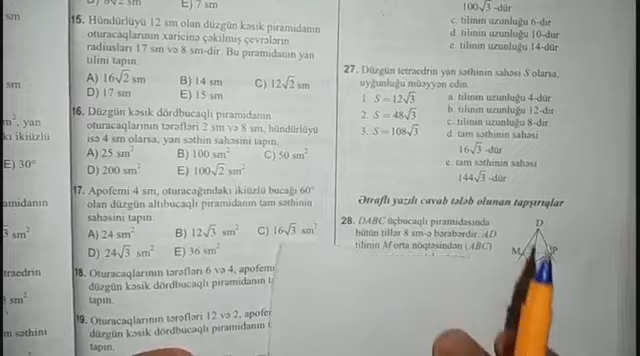 sm
sm
m², yan
kı ikiüzlü
E) 30°
amidanın
3 sm²
traedrin
sm²
nı səthini
E) 7 sm
15. Hündürlüyü 12 sm olan düzgün kəsik piramidanın
oturacaqlarının xaricinə çəkilmiş çevrələrin
radiusları 17 sm və 8 sm-dir. Bu piramidanın yan
tilini tapın.
A) 16√2 sm B) 14 sm C) 12√2 sm
D) 17 sm E) 15 sm
16. Düzgün kəsik dördbucaqlı piramidanın
oturacaqlarının tərəfləri 2 sm və 8 sm, hündürlüyü
isə 4 sm olarsa, yan səthin sahəsini tapın.
A) 25 sm² B) 100 sm² C) 50 sm²
D) 200 sm² E) 100√2 sm²
17. Apofemi 4 sm, oturacağındakı ikiüzlü bucağı 60°
olan düzgün altıbucaqlı piramidanın tam səthinin
sahəsini tapın.
A) 24 sm² B) 12√3 sm² C) 16√3 sm²
D) 24√3 sm² E) 36 sm²
18. Oturacaqlarının tərəfləri 6 və 4, apofemi
düzgün kəsik dördbucaqlı piramidanın
tapın.
19. Oturacaqlarının tərəfləri 12 və 2, apofer
düzgün kəsik dördbucaqlı piramidanın
tapın.
100√3 -dür
c. tilinin uzunluğu 6-dır
d. tilinin uzunluğu 10-dur
e. tilinin uzunluğu 14-dür
27. Düzgün tetraedrin yan səthinin sahəsi S olarsa,
uyğunluğu müəyyən edin.
1. S = 12√3 a. tilinin uzunluğu 4-dür
2. S = 48√3 b. tilinin uzunluğu 12-dir
3. S = 108√3 c. tilinin uzunluğu 8-dir
d. tam səthinin sahəsi
16√3 -dür
e. tam səthinin sahəsi
144√3 -dür
Ətraflı yazılı cavab tələb olunan tapşırıqlar
28. DABC üçbucaqlı piramidasında
bütün tillər 8 sm-ə bərabərdir. AD
tilinin M orta nöqtəsindən (ABC)
D
M
P